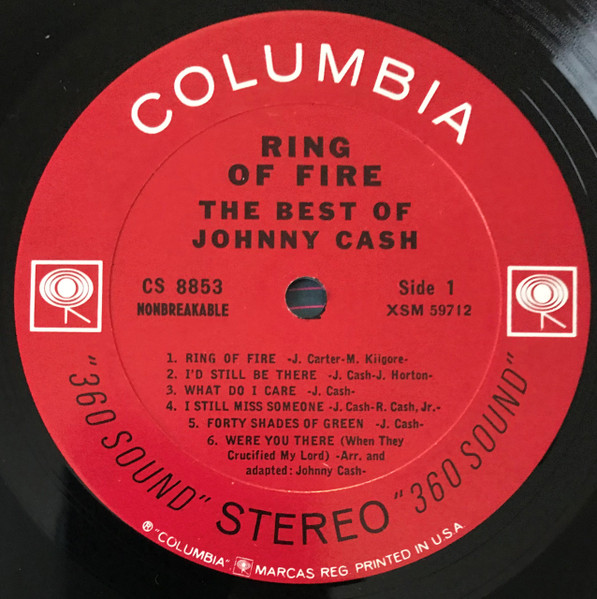 COLUMBIA
RING
OF FIRE
THE BEST OF
JOHNNY CASH
CS 8853
NONBREAKABLE
Side 1
XSM 59712
1. RING OF FIRE -J. Carter-M. Kilgore-
2. I'D STILL BE THERE -J. Cash-J. Horton-
3. WHAT DO I CARE -J. Cash-
4. I STILL MISS SOMEONE -J. Cash-R. Cash, Jr.-
5. FORTY SHADES OF GREEN -J. Cash-
6. WERE YOU THERE (When They
Crucified My Lord) -Arr. and
adapted: Johnny Cash-
"360 SOUND" STEREO "360 SOUND"
® "COLUMBIA" MARCAS REG. PRINTED IN U.S.A.